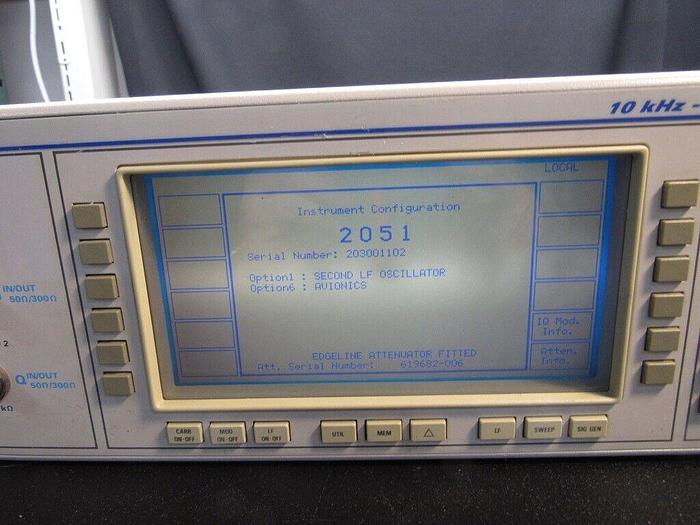 10 kHz -
LOCAL
Instrument Configuration
2051
Serial Number: 203001102
Option1 : SECOND LF OSCILLATOR
Option6 : AVIONICS
IQ Mod.
Info.
EDGELINE ATTENUATOR FITTED
Att. Serial Number: 619682-006
Atten.
Info.
IN/OUT
50Ω/300Ω
2
Q IN/OUT
50Ω/300Ω
kΩ
CARR
ON-OFF
MOD
ON-OFF
LF
ON-OFF
UTIL
MEM
△
LF
SWEEP
SIG GEN